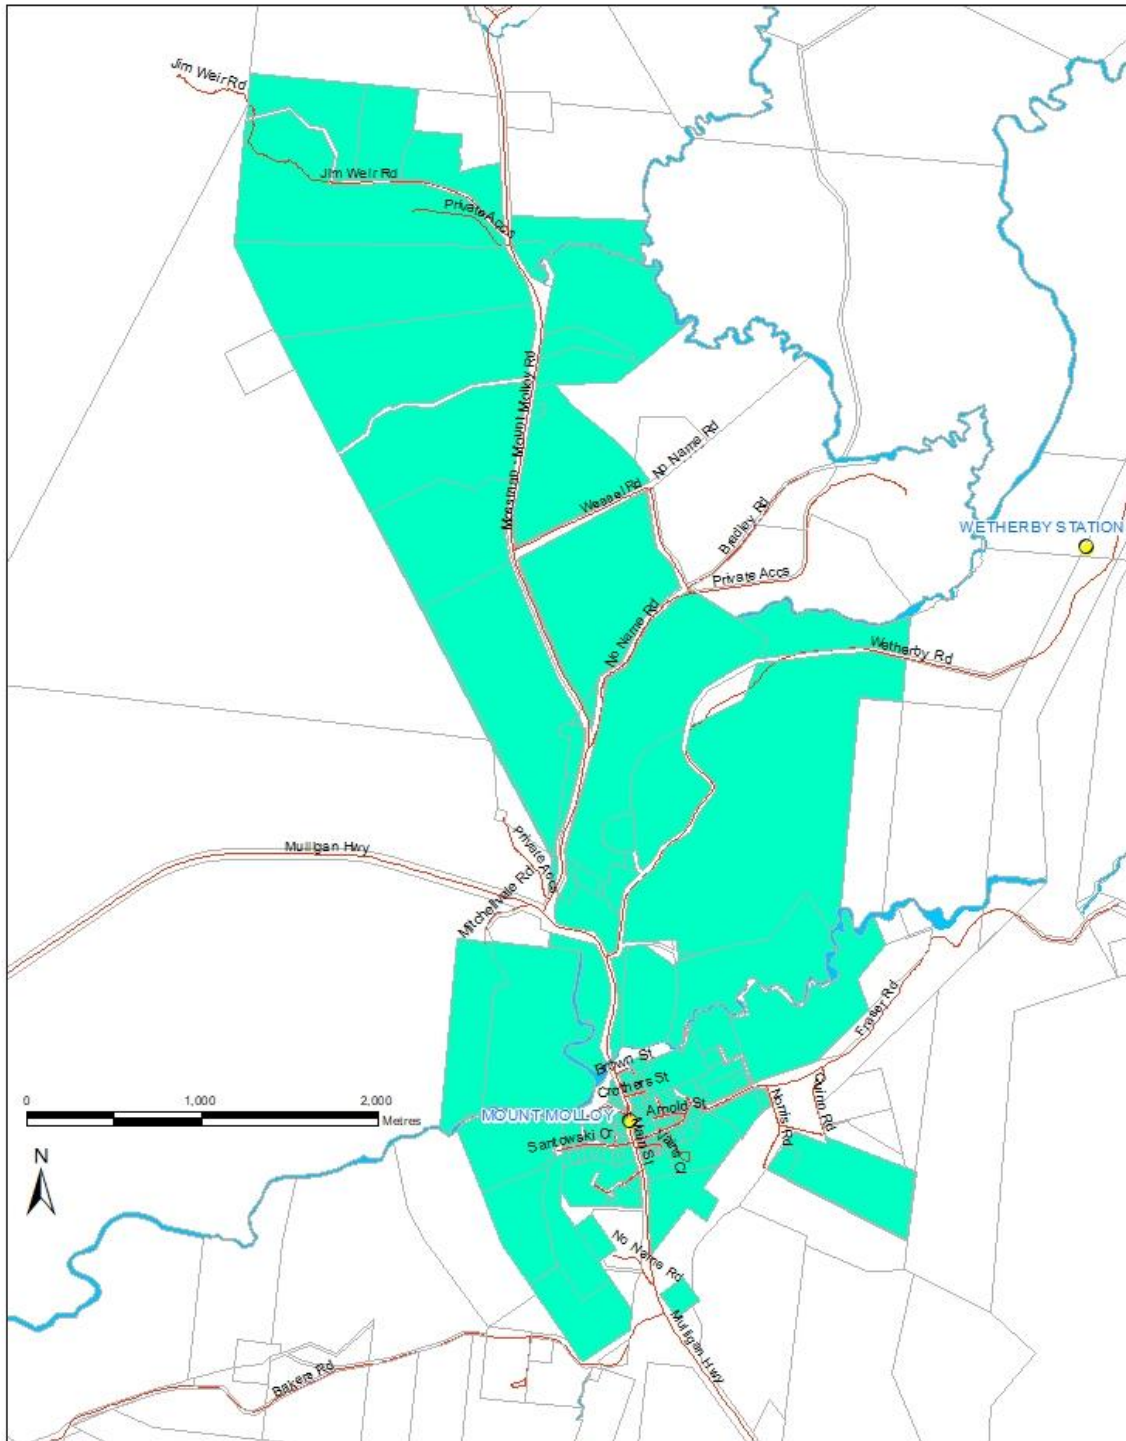 Jim Weir Rd
Jim Weir Rd
Private Accs
Mossman - Mount Molloy Rd
No Name Rd
Wessel Rd
Bradley Rd
WETHERBY STATION
Private Accs
No Name Rd
Wetherby Rd
Private Accs
Mulligan Hwy
Mitchellvale Rd
Fraser Rd
Brown St
Crothers St
Quinn Rd
0 1,000 2,000
Metres
Arnold St
Norris Rd
MOUNT MOLLOY
Main St
Santowski Cr
N
No Name Rd
Mulligan Hwy
Bakers Rd